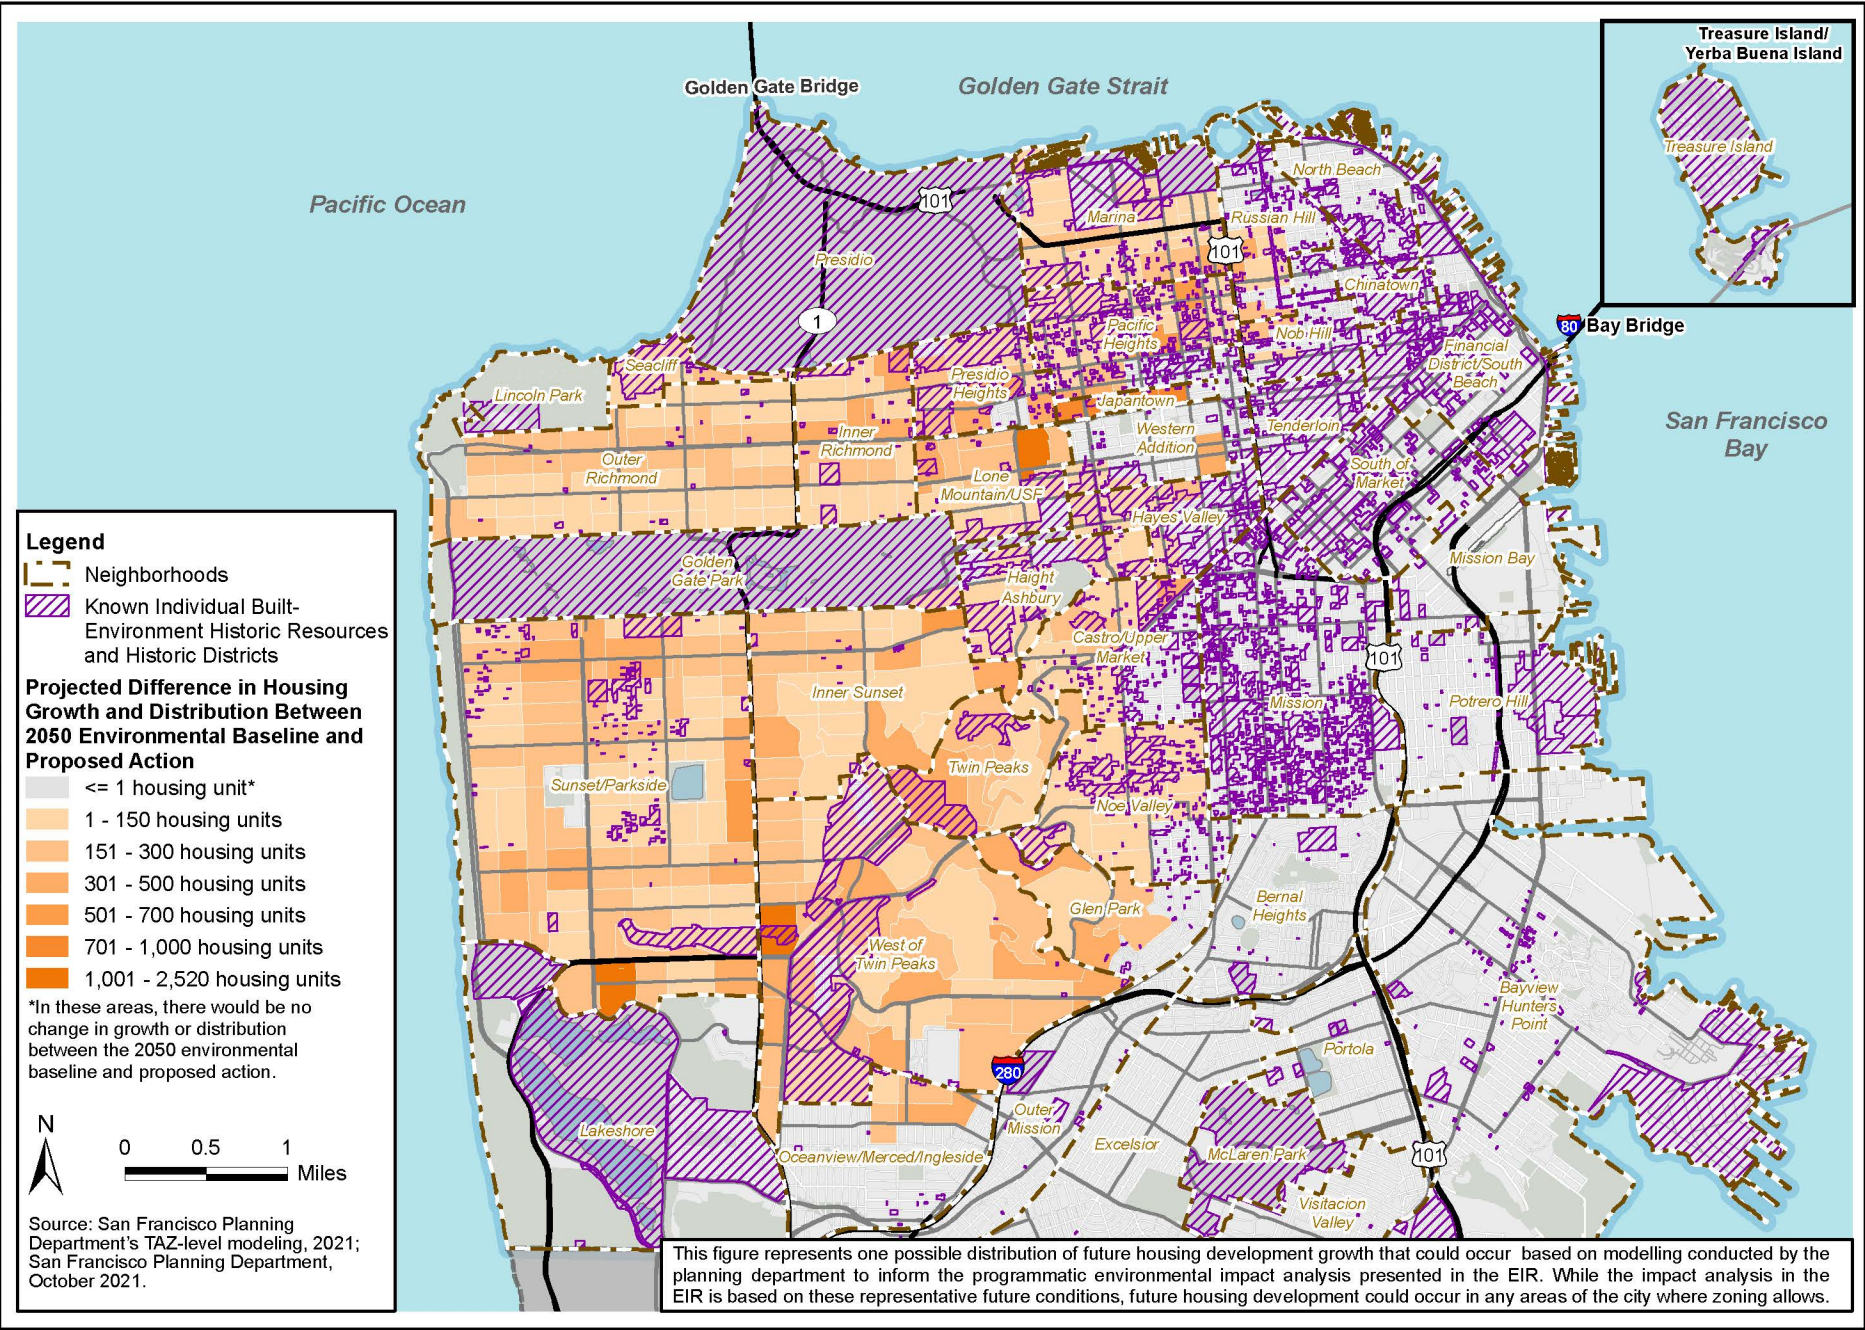 Treasure Island/
Yerba Buena Island
Treasure Island
Golden Gate Bridge
Golden Gate Strait
Pacific Ocean
101
North Beach
Marina
Russian Hill
101
Presidio
Chinatown
1
80 Bay Bridge
Pacific
Heights
Nob Hill
Financial
District/South
Beach
Seacliff
Lincoln Park
Presidio
Heights
Japantown
San Francisco
Bay
Inner
Richmond
Western
Addition
Tenderloin
Outer
Richmond
South of
Market
Lone
Mountain/USF
Hayes Valley
Golden
Gate Park
Haight
Ashbury
Mission Bay
Castro/Upper
Market
101
Inner Sunset
Mission
Potrero Hill
Twin Peaks
Sunset/Parkside
Noe Valley
Glen Park
Bernal
Heights
West of
Twin Peaks
Bayview
Hunters
Point
Portola
280
Outer
Mission
Lakeshore
Oceanview/Merced/Ingleside
Excelsior
McLaren Park
101
Visitacion
Valley
Legend
Neighborhoods
Known Individual Built-
Environment Historic Resources
and Historic Districts
Projected Difference in Housing
Growth and Distribution Between
2050 Environmental Baseline and
Proposed Action
<= 1 housing unit*
1 - 150 housing units
151 - 300 housing units
301 - 500 housing units
501 - 700 housing units
701 - 1,000 housing units
1,001 - 2,520 housing units
*In these areas, there would be no
change in growth or distribution
between the 2050 environmental
baseline and proposed action.
N
0 0.5 1
Miles
Source: San Francisco Planning
Department's TAZ-level modeling, 2021;
San Francisco Planning Department,
October 2021.
This figure represents one possible distribution of future housing development growth that could occur based on modelling conducted by the
planning department to inform the programmatic environmental impact analysis presented in the EIR. While the impact analysis in the
EIR is based on these representative future conditions, future housing development could occur in any areas of the city where zoning allows.